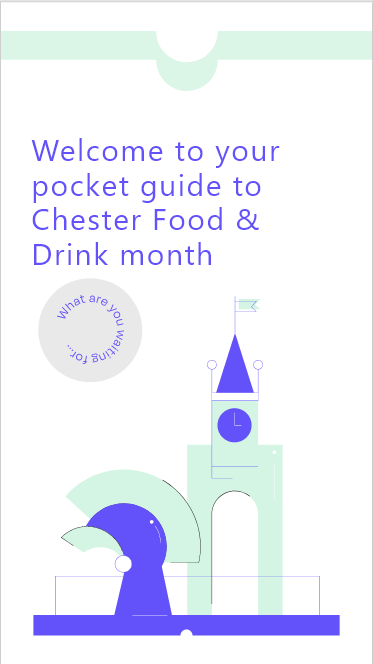 Welcome to your
pocket guide to
Chester Food &
Drink month
What are you waiting for...